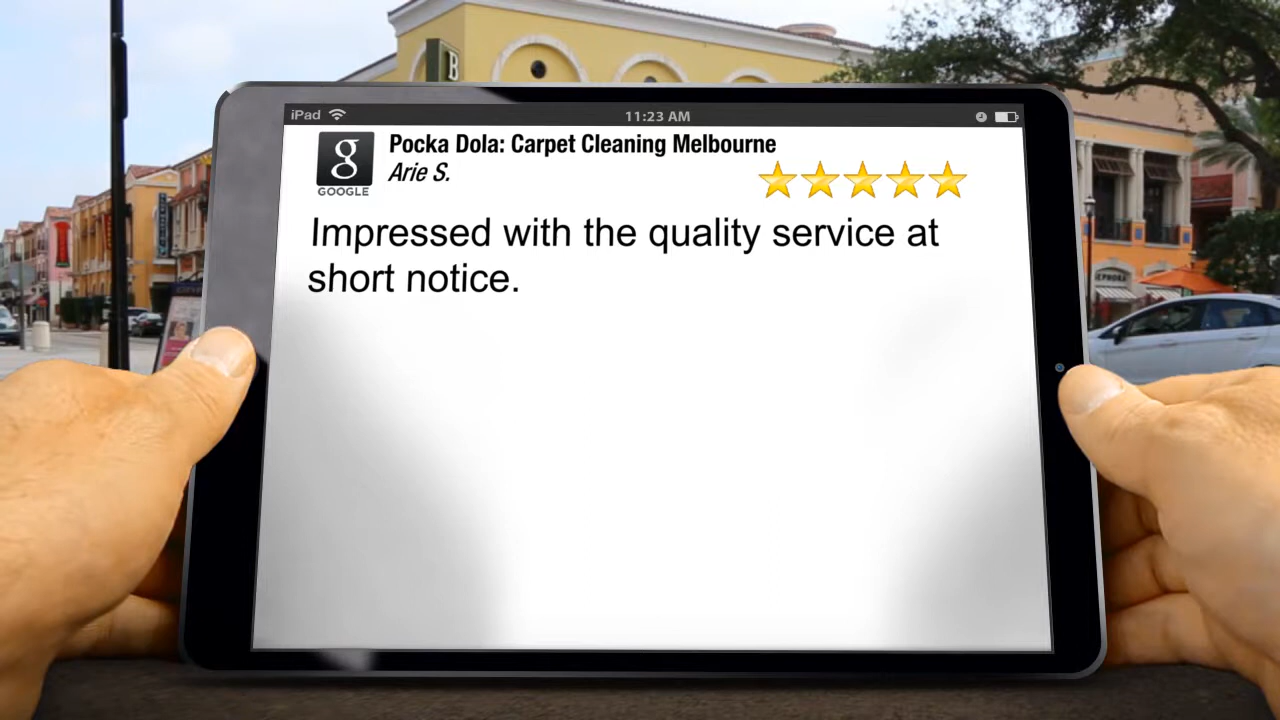 B
iPad
11:23 AM
g
GOOGLE
Pocka Dola: Carpet Cleaning Melbourne
Arie S.
Impressed with the quality service at
short notice.
SEPHORA